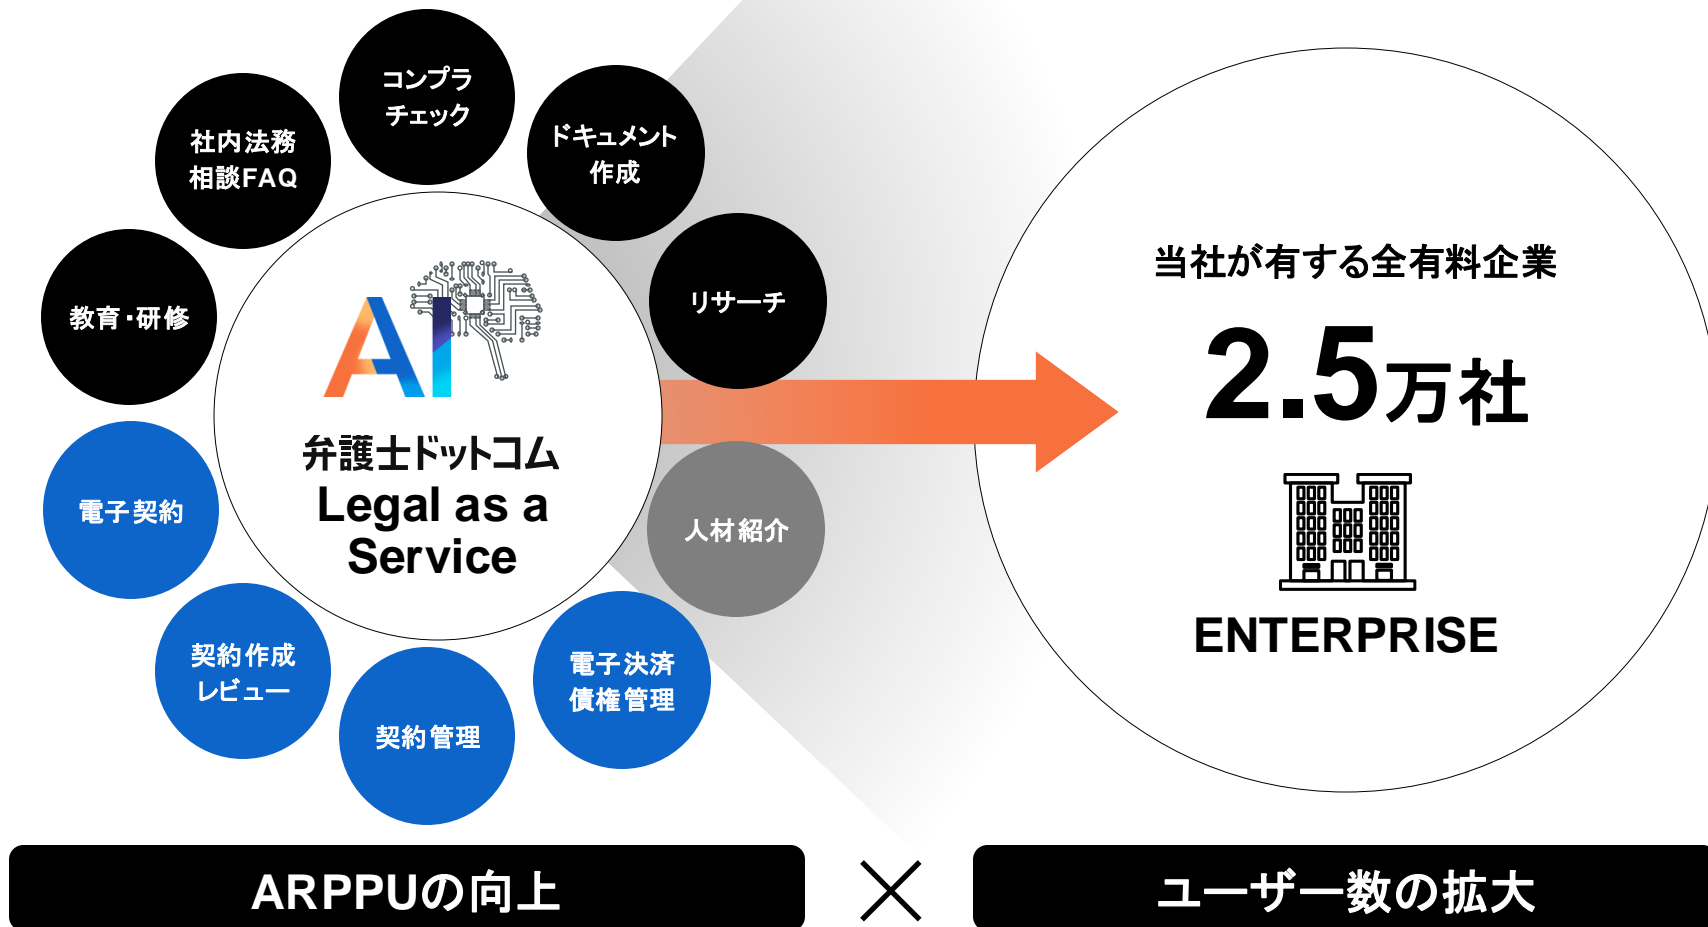 コンプラ
チェック
社内法務
相談FAQ
ドキュメント
作成
教育・研修
リサーチ
AI
弁護士ドットコム
Legal as a
Service
電子契約
人材紹介
契約作成
レビュー
契約管理
電子決済
債権管理
当社が有する全有料企業
2.5万社
ENTERPRISE
ARPPUの向上
×
ユーザー数の拡大